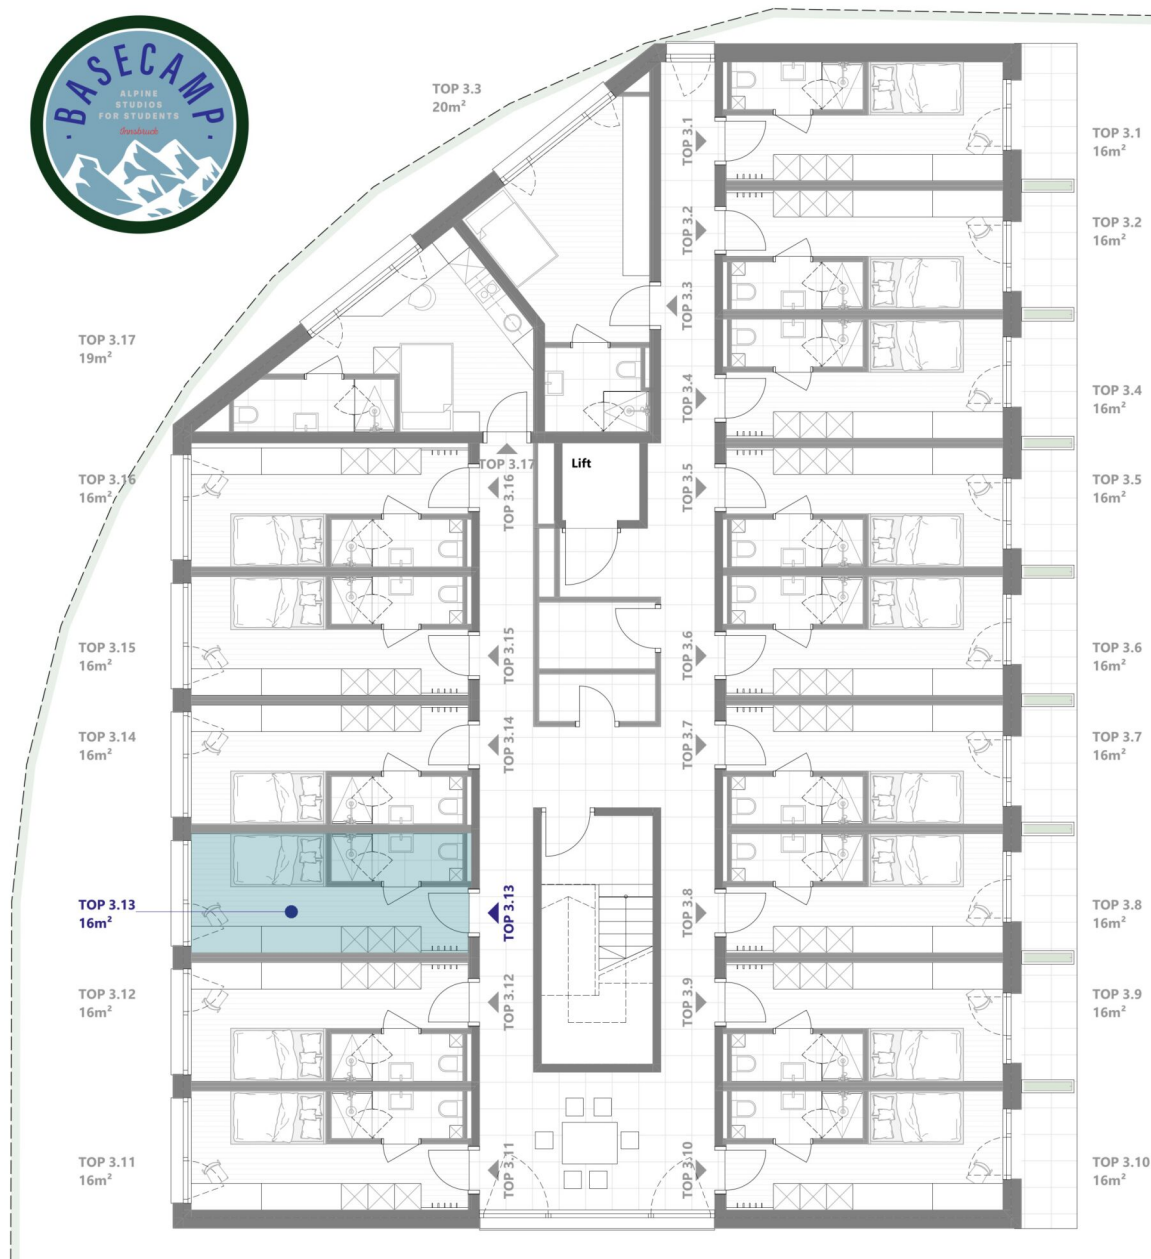 BASECAMP
ALPINE
STUDIOS
FOR STUDENTS
Innsbruck
TOP 3.3
20m²
TOP 3.17
19m²
TOP 3.16
16m²
TOP 3.15
16m²
TOP 3.14
16m²
TOP 3.13
16m²
TOP 3.12
16m²
TOP 3.11
16m²
TOP 3.17
Lift
TOP 3.16
TOP 3.15
TOP 3.14
TOP 3.13
TOP 3.12
TOP 3.11
TOP 3.1
TOP 3.2
TOP 3.3
TOP 3.4
TOP 3.5
TOP 3.6
TOP 3.7
TOP 3.8
TOP 3.9
TOP 3.10
TOP 3.1
16m²
TOP 3.2
16m²
TOP 3.4
16m²
TOP 3.5
16m²
TOP 3.6
16m²
TOP 3.7
16m²
TOP 3.8
16m²
TOP 3.9
16m²
TOP 3.10
16m²